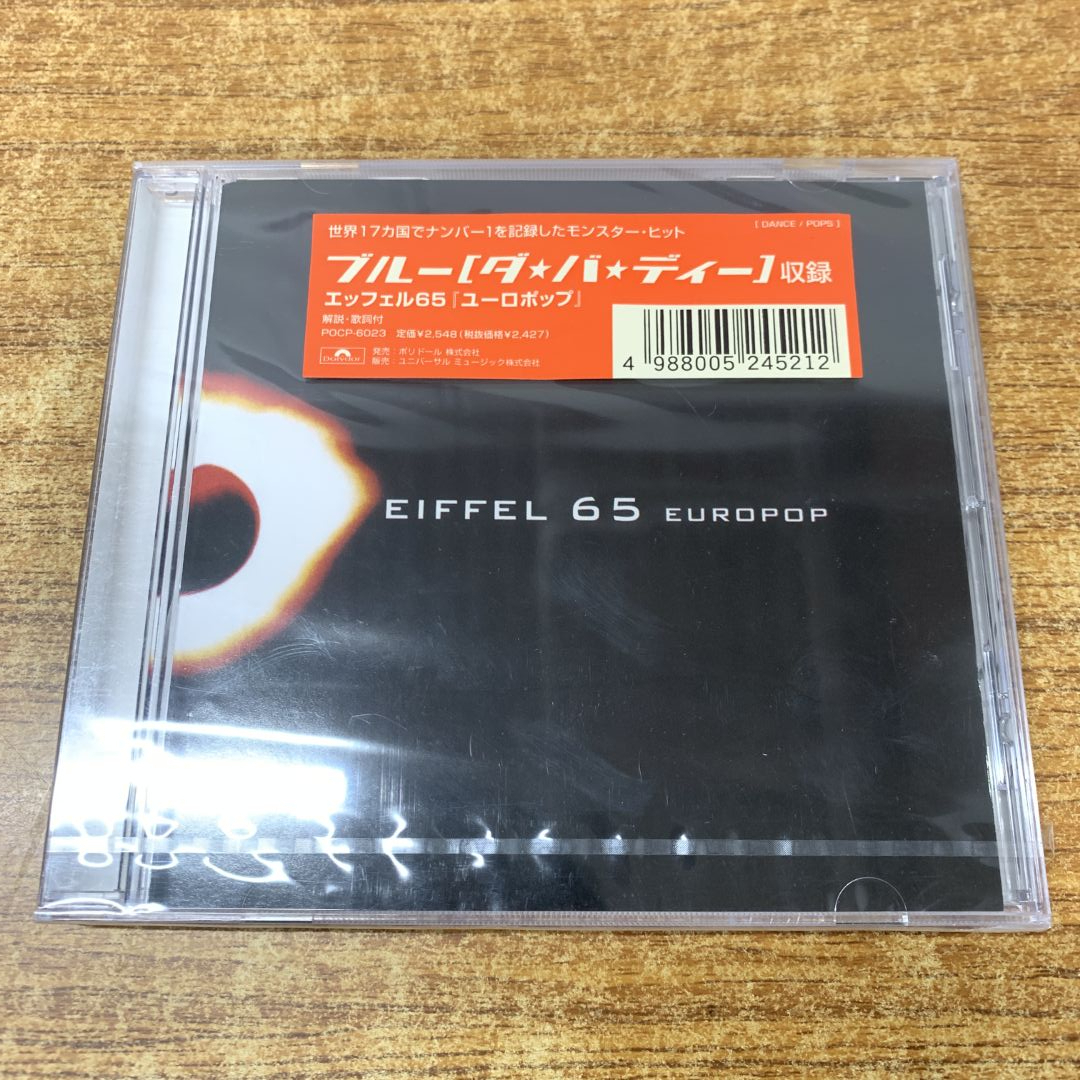 世界17カ国でナンバー1を記録したモンスター・ヒット
[ DANCE / POPS ]
ブルー[ダ★バ★ディー]収録
エッフェル65『ユーロポップ』
解説・歌詞付
POCP-6023 定価¥2,548(税抜価格¥2,427)
Polydor
発売：ポリドール 株式会社
販売：ユニバーサル ミュージック株式会社
4 988005 245212
EIFFEL 65 EUROPOP